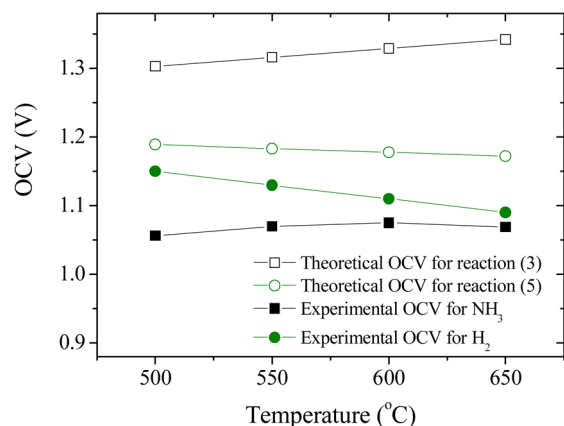 1.3
1.2
1.1
1.0
0.9
OCV (V)
Theoretical OCV for reaction (3)
Theoretical OCV for reaction (5)
Experimental OCV for NH₃
Experimental OCV for H₂
500 550 600 650
Temperature (°C)